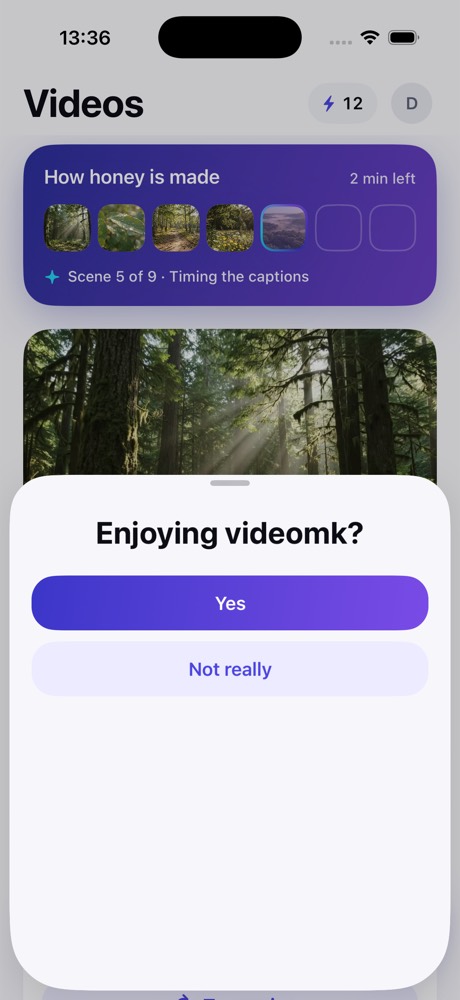 13:36
Videos
12
D
How honey is made
2 min left
Scene 5 of 9 · Timing the captions
Enjoying videomk?
Yes
Not really